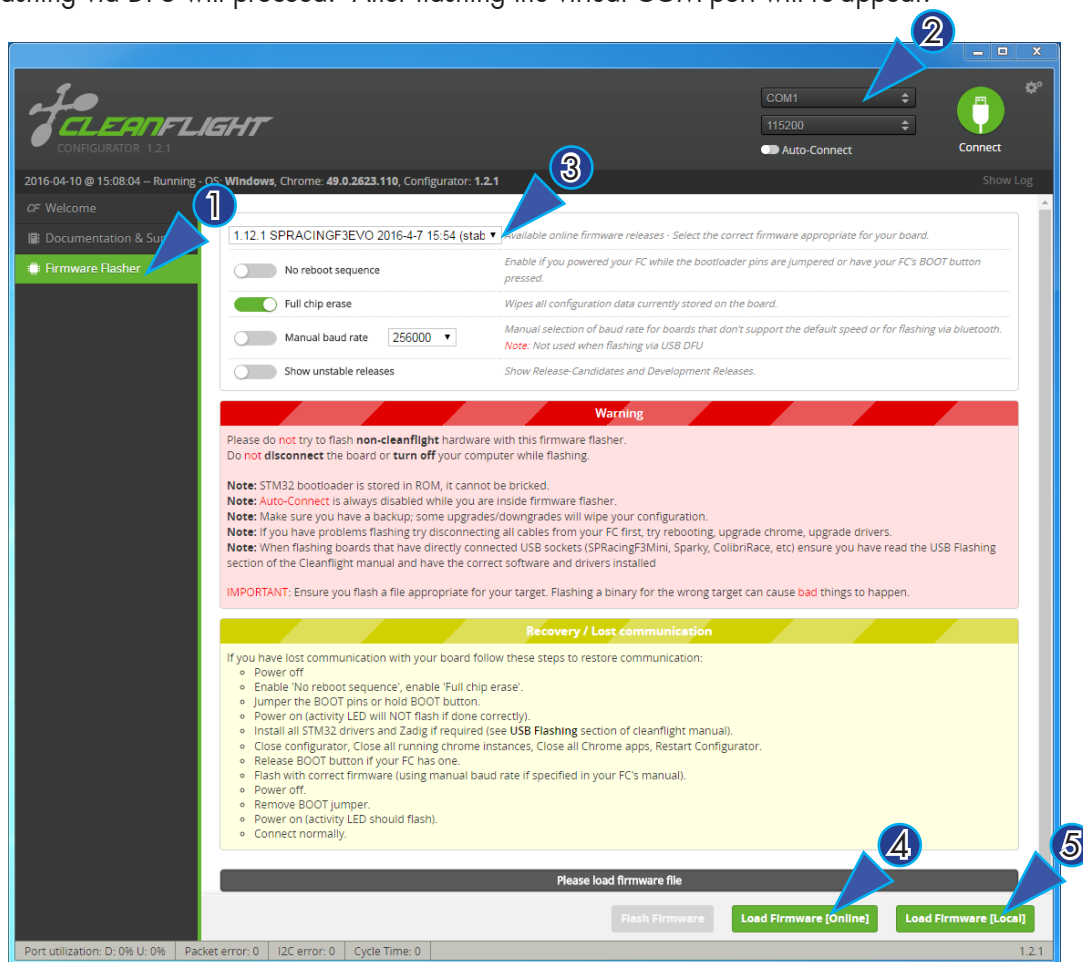 flashing via DFU will proceed. After flashing the virtual COM port will re-appear.
2
CLEANFLIGHT
CONFIGURATOR 1.2.1
COM1
115200
Auto-Connect
Connect
3
2016-04-10 @ 15:08:04 -- Running - OS: Windows, Chrome: 49.0.2623.110, Configurator: 1.2.1
Show Log
1
CF Welcome
Documentation & Su
Firmware Flasher
1.12.1 SPRACINGF3EVO 2016-4-7 15:54 (stab
Available online firmware releases - Select the correct firmware appropriate for your board.
No reboot sequence
Enable if you powered your FC while the bootloader pins are jumpered or have your FC's BOOT button
pressed.
Full chip erase
Wipes all configuration data currently stored on the board.
Manual baud rate 256000
Manual selection of baud rate for boards that don't support the default speed or for flashing via bluetooth.
Note: Not used when flashing via USB DFU
Show unstable releases
Show Release-Candidates and Development Releases.
Warning
Please do not try to flash non-cleanflight hardware with this firmware flasher.
Do not disconnect the board or turn off your computer while flashing.
Note: STM32 bootloader is stored in ROM, it cannot be bricked.
Note: Auto-Connect is always disabled while you are inside firmware flasher.
Note: Make sure you have a backup; some upgrades/downgrades will wipe your configuration.
Note: If you have problems flashing try disconnecting all cables from your FC first, try rebooting, upgrade chrome, upgrade drivers.
Note: When flashing boards that have directly connected USB sockets (SPRacingF3Mini, Sparky, ColibriRace, etc) ensure you have read the USB Flashing
section of the Cleanflight manual and have the correct software and drivers installed
IMPORTANT: Ensure you flash a file appropriate for your target. Flashing a binary for the wrong target can cause bad things to happen.
Recovery / Lost communication
If you have lost communication with your board follow these steps to restore communication:
Power off
Enable 'No reboot sequence', enable 'Full chip erase'.
Jumper the BOOT pins or hold BOOT button.
Power on (activity LED will NOT flash if done correctly).
Install all STM32 drivers and Zadig if required (see USB Flashing section of cleanflight manual).
Close configurator, Close all running chrome instances, Close all Chrome apps, Restart Configurator.
Release BOOT button if your FC has one.
Flash with correct firmware (using manual baud rate if specified in your FC's manual).
Power off.
Remove BOOT jumper.
Power on (activity LED should flash).
Connect normally.
4
5
Please load firmware file
Flash Firmware
Load Firmware [Online]
Load Firmware [Local]
Port utilization: D: 0% U: 0%
Packet error: 0
I2C error: 0
Cycle Time: 0
1.2.1